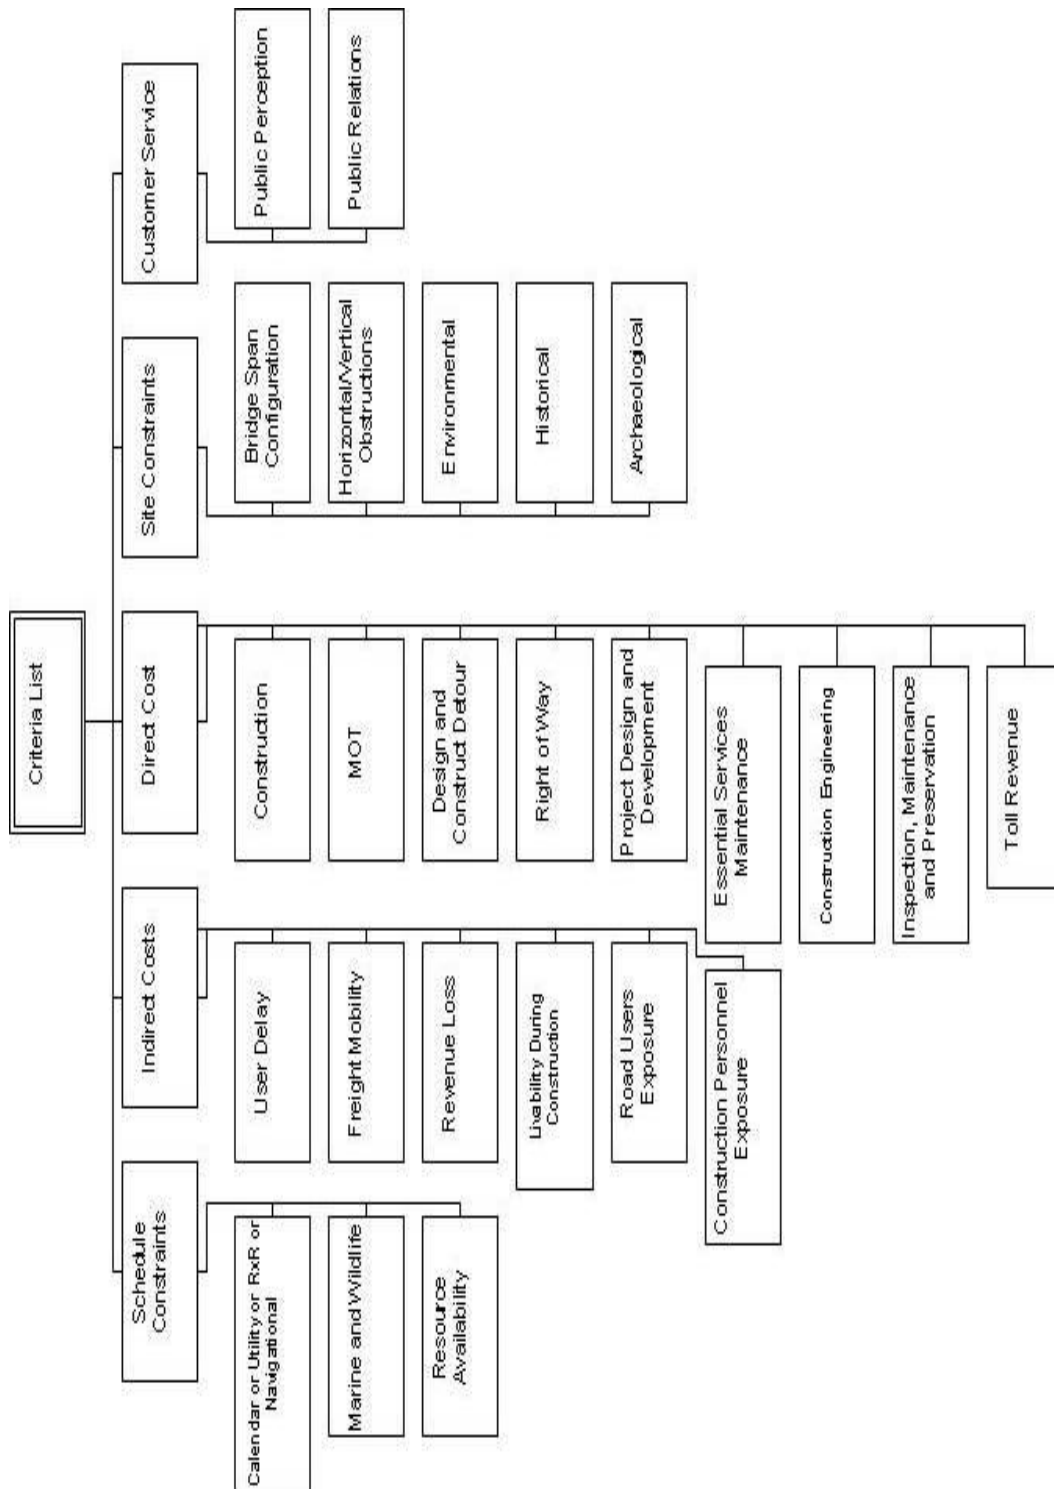 Criteria List
Schedule
Constraints
Indirect Costs
Direct Cost
Site Constraints
Customer Service
Calendar or Utility or RxR or
Navigational
Marine and Wildlife
Resource
Availability
User Delay
Freight Mobility
Revenue Loss
Livability During
Construction
Road Users
Exposure
Construction Personnel
Exposure
Construction
MOT
Design and
Construct Detour
Right of Way
Project Design and
Development
Essential Services
Maintenance
Construction Engineering
Inspection, Maintenance
and Preservation
Toll Revenue
Bridge Span
Configuration
Horizontal/Vertical
Obstructions
Environmental
Historical
Archaeological
Public Perception
Public Relations